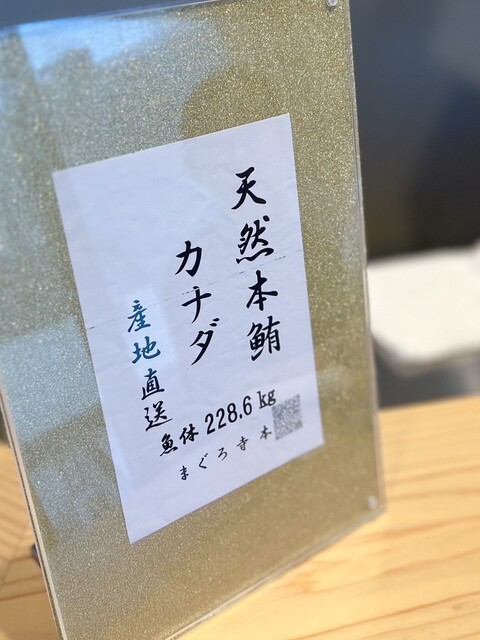 天然本鮪
カナダ
産地直送
魚体 228.6 kg
まぐろ寺本